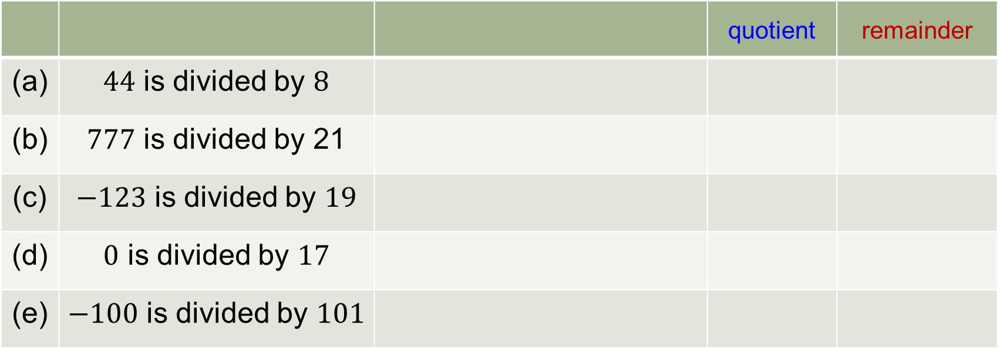 quotient remainder
(a) 44 is divided by 8
(b) 777 is divided by 21
(c) −123 is divided by 19
(d) 0 is divided by 17
(e) −100 is divided by 101